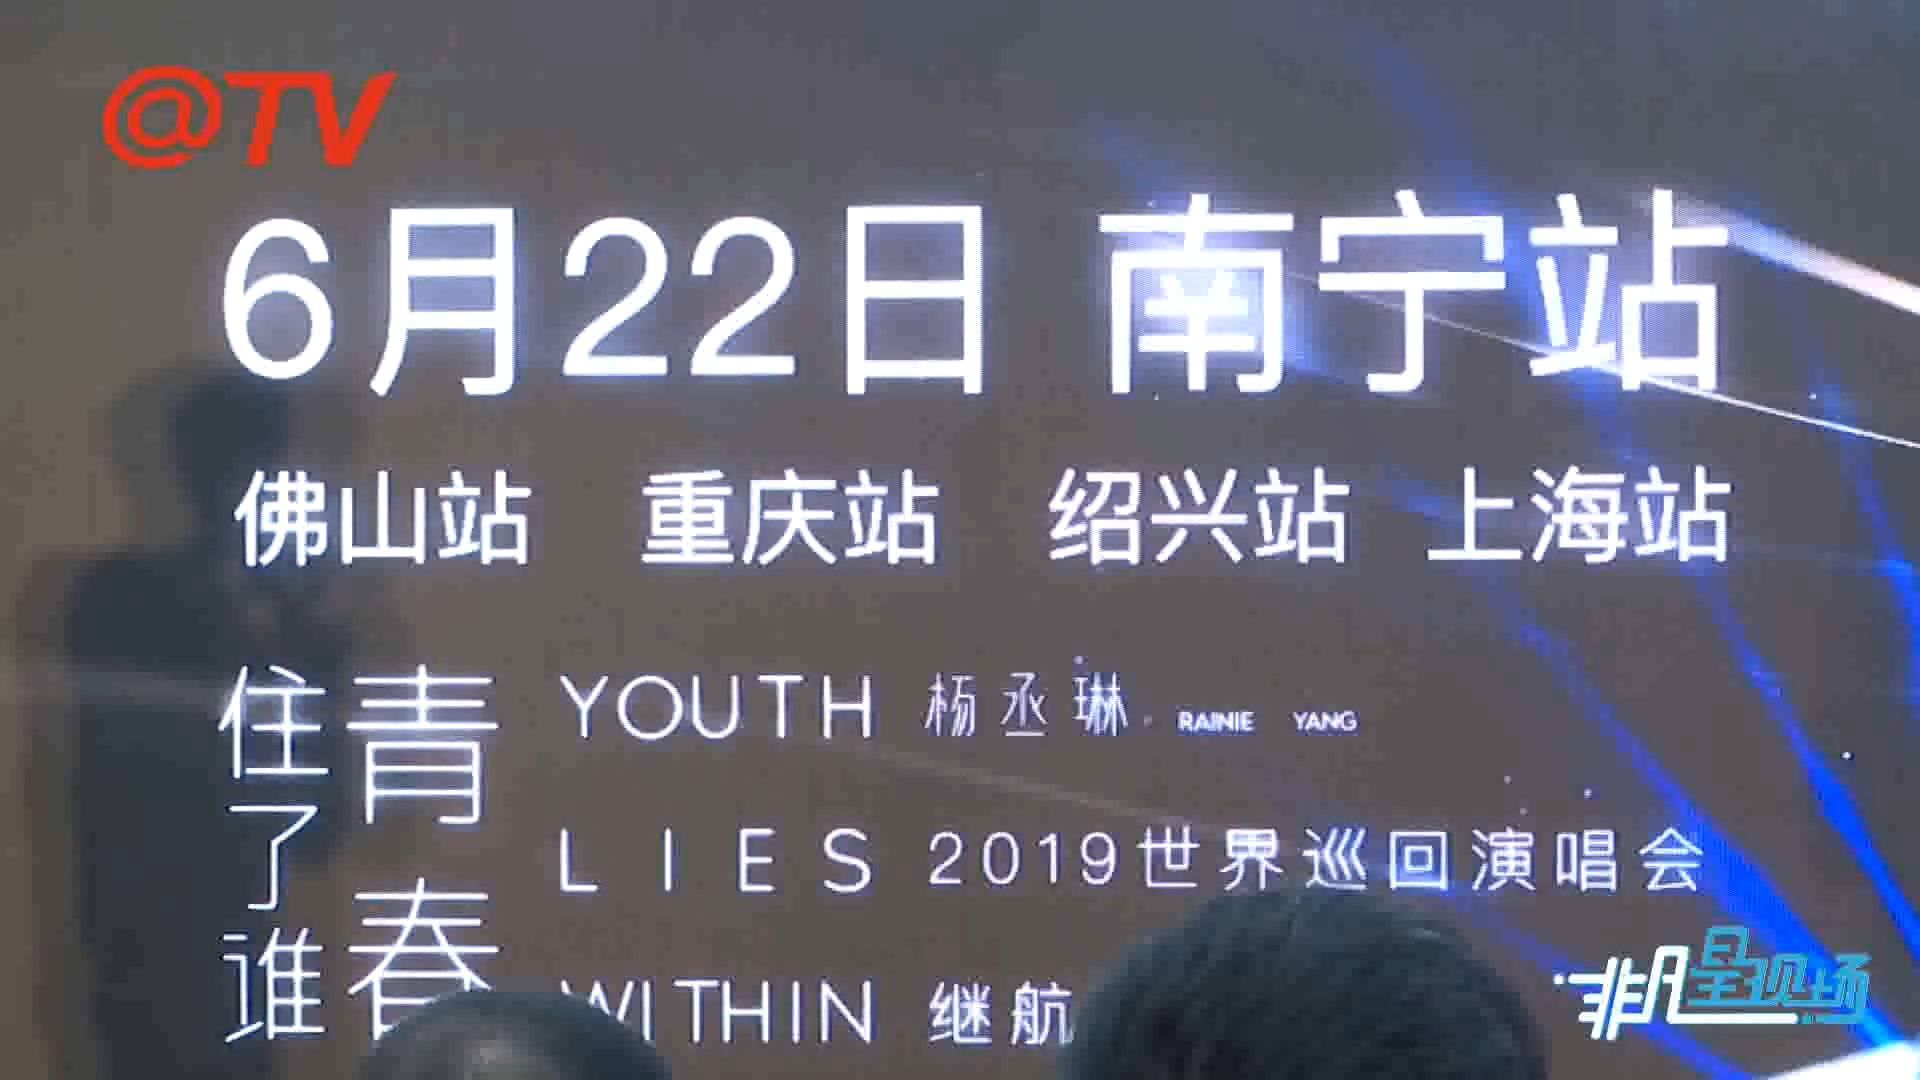 @TV
6月22日 南宁站
佛山站 重庆站 绍兴站 上海站
青春
住了谁
YOUTH 杨丞琳 RAINIE YANG
LIES 2019世界巡回演唱会
WITHIN 继航
非凡星现场